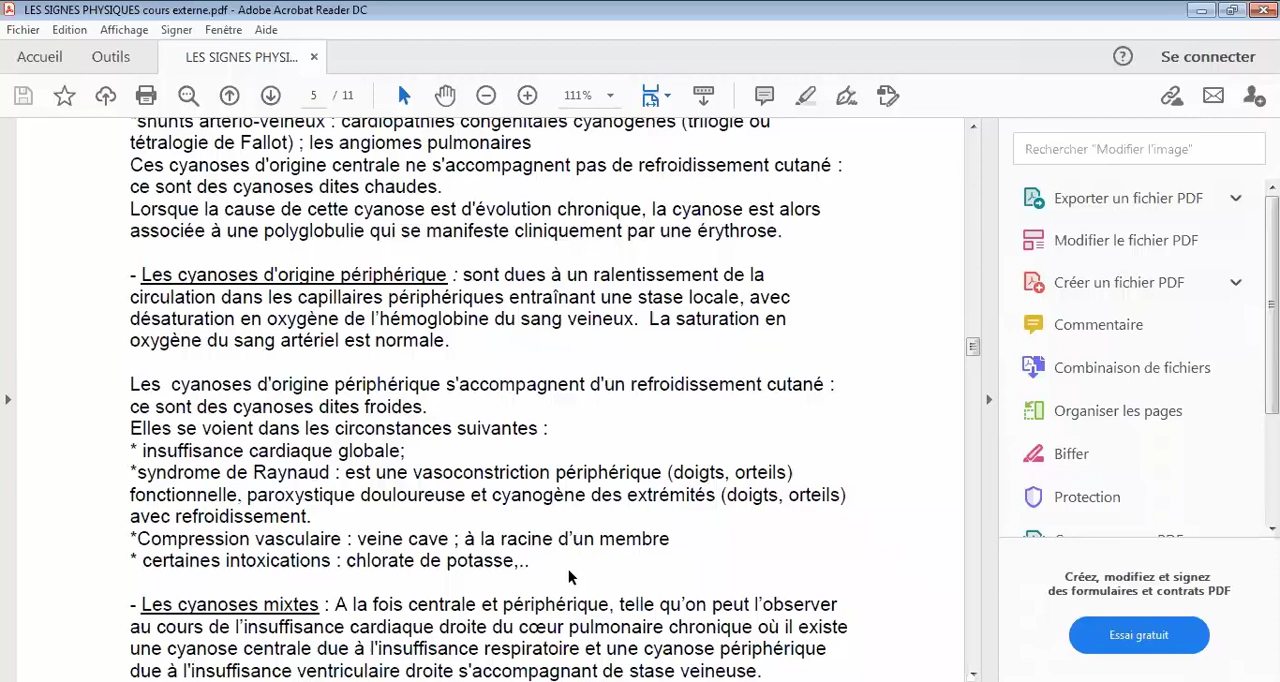 LES SIGNES PHYSIQUES cours externe.pdf - Adobe Acrobat Reader DC
Fichier Edition Affichage Signer Fenêtre Aide
Accueil Outils LES SIGNES PHYSI... × Se connecter
5 / 11 111%
*shunts artério-veineux : cardiopathies congénitales cyanogènes (trilogie ou
tétralogie de Fallot) ; les angiomes pulmonaires
Ces cyanoses d'origine centrale ne s'accompagnent pas de refroidissement cutané :
ce sont des cyanoses dites chaudes.
Lorsque la cause de cette cyanose est d'évolution chronique, la cyanose est alors
associée à une polyglobulie qui se manifeste cliniquement par une érythrose.
- Les cyanoses d'origine périphérique : sont dues à un ralentissement de la
circulation dans les capillaires périphériques entraînant une stase locale, avec
désaturation en oxygène de l'hémoglobine du sang veineux. La saturation en
oxygène du sang artériel est normale.
Les cyanoses d'origine périphérique s'accompagnent d'un refroidissement cutané :
ce sont des cyanoses dites froides.
Elles se voient dans les circonstances suivantes :
* insuffisance cardiaque globale;
*syndrome de Raynaud : est une vasoconstriction périphérique (doigts, orteils)
fonctionnelle, paroxystique douloureuse et cyanogène des extrémités (doigts, orteils)
avec refroidissement.
*Compression vasculaire : veine cave ; à la racine d'un membre
* certaines intoxications : chlorate de potasse,..
- Les cyanoses mixtes : A la fois centrale et périphérique, telle qu'on peut l'observer
au cours de l'insuffisance cardiaque droite du cœur pulmonaire chronique où il existe
une cyanose centrale due à l'insuffisance respiratoire et une cyanose périphérique
due à l'insuffisance ventriculaire droite s'accompagnant de stase veineuse.
Rechercher "Modifier l'image"
Exporter un fichier PDF
Modifier le fichier PDF
Créer un fichier PDF
Commentaire
Combinaison de fichiers
Organiser les pages
Biffer
Protection
Créez, modifiez et signez
des formulaires et contrats PDF
Essai gratuit